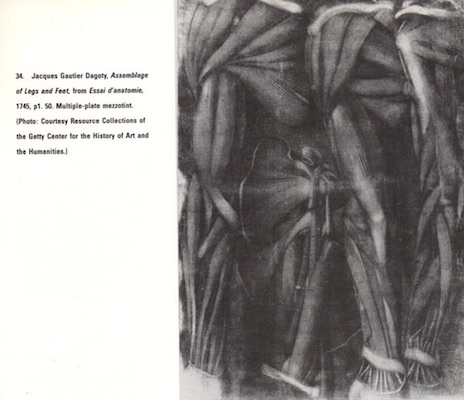 34. Jacques Gautier Dagoty, Assemblage
of Legs and Feet, from Essai d'anatomie,
1745, p1. 50. Multiple-plate mezzotint.
(Photo: Courtesy Resource Collections of
the Getty Center for the History of Art and
the Humanities.)